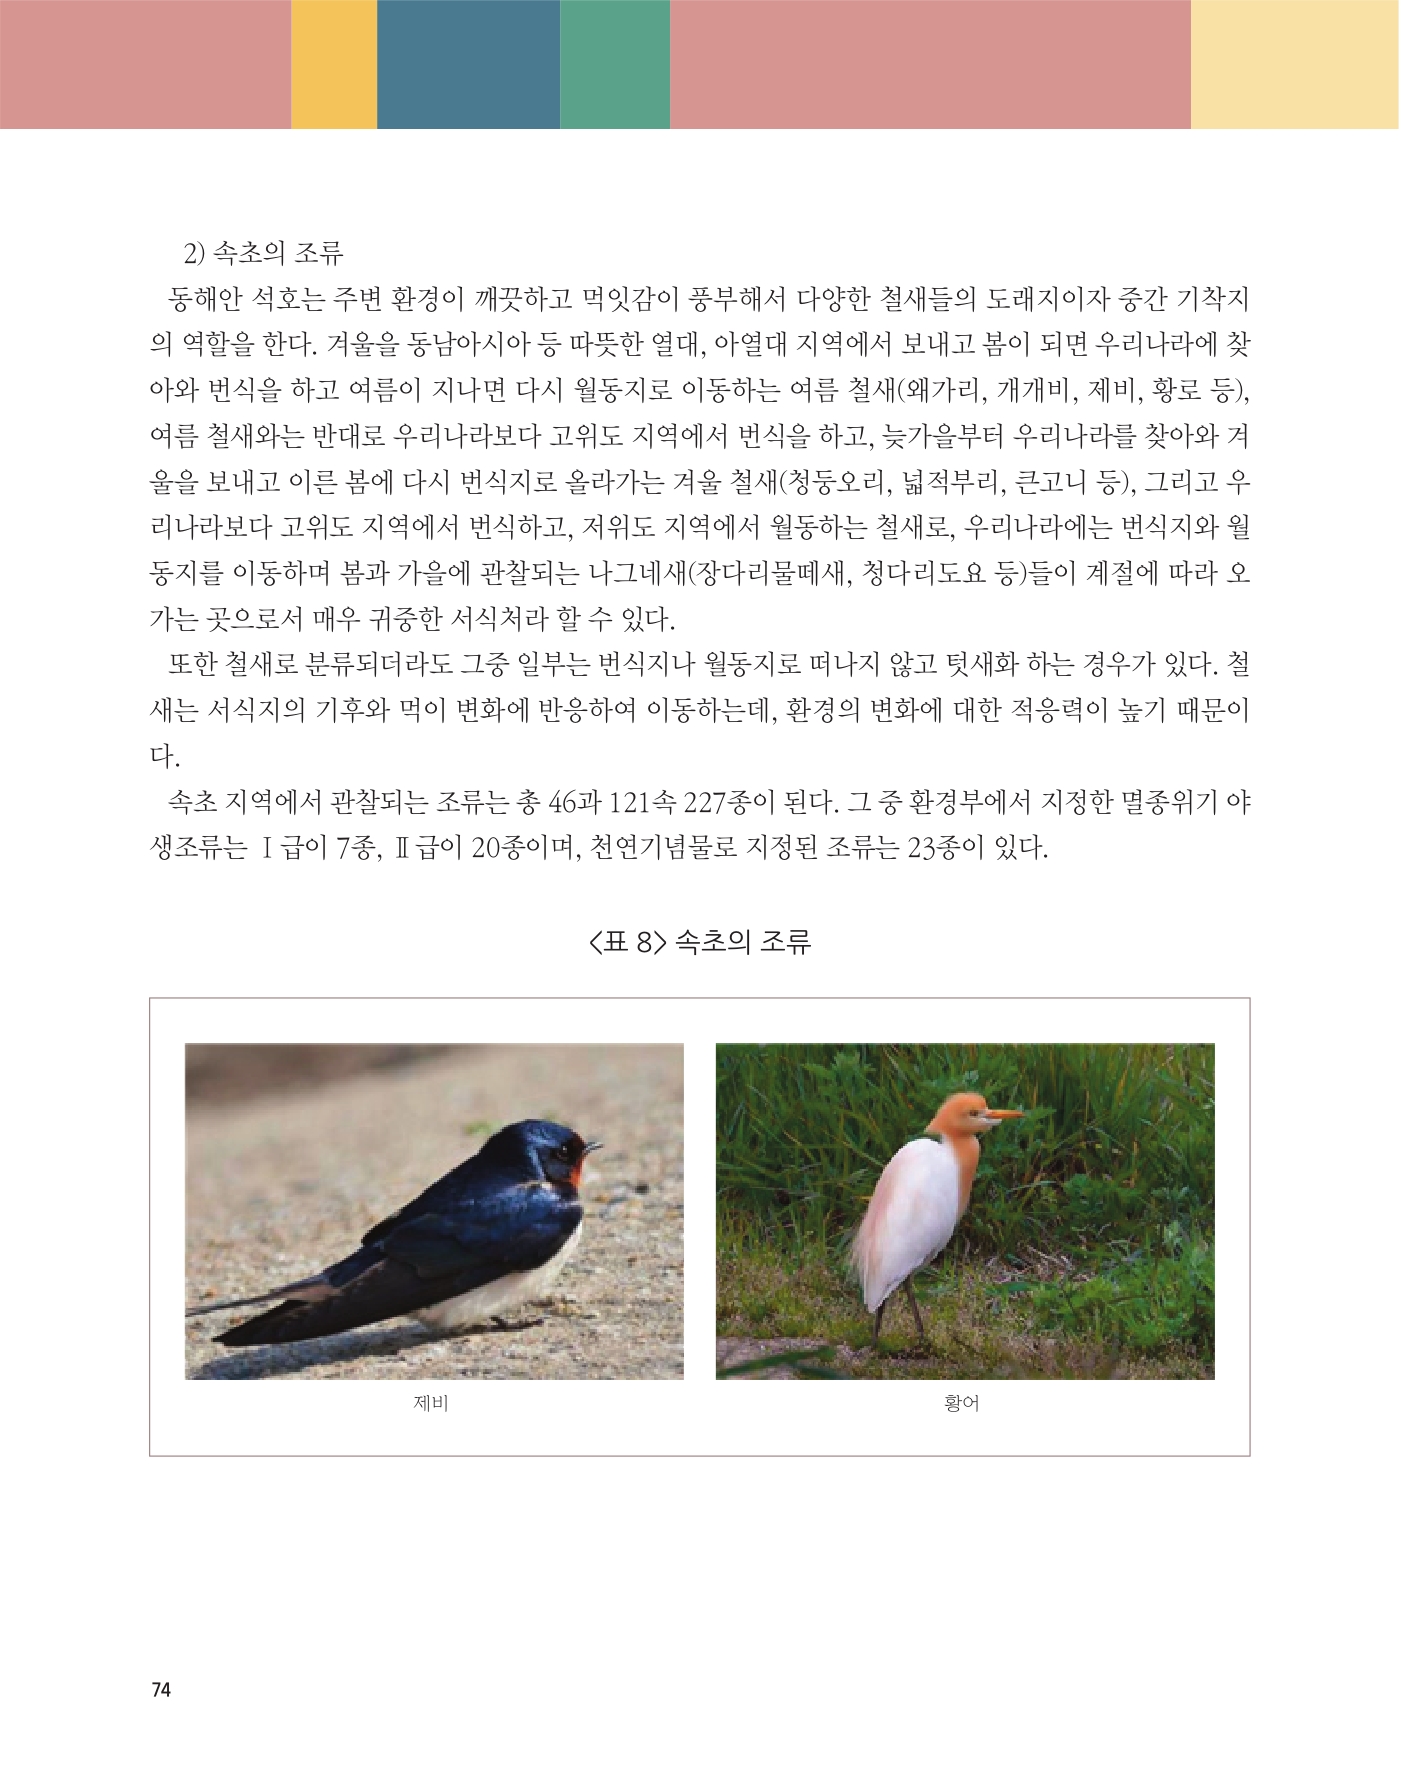 2) 속초의 조류
동해안 석호는 주변 환경이 깨끗하고 먹잇감이 풍부해서 다양한 철새들의 도래지이자 중간 기착지
의 역할을 한다. 겨울을 동남아시아 등 따뜻한 열대, 아열대 지역에서 보내고 봄이 되면 우리나라에 찾
아와 번식을 하고 여름이 지나면 다시 월동지로 이동하는 여름 철새(왜가리, 개개비, 제비, 황로 등),
여름 철새와는 반대로 우리나라보다 고위도 지역에서 번식을 하고, 늦가을부터 우리나라를 찾아와 겨
울을 보내고 이른 봄에 다시 번식지로 올라가는 겨울 철새(청둥오리, 넓적부리, 큰고니 등), 그리고 우
리나라보다 고위도 지역에서 번식하고, 저위도 지역에서 월동하는 철새로, 우리나라에는 번식지와 월
동지를 이동하며 봄과 가을에 관찰되는 나그네새(장다리물떼새, 청다리도요 등)들이 계절에 따라 오
가는 곳으로서 매우 귀중한 서식처라 할 수 있다.
또한 철새로 분류되더라도 그중 일부는 번식지나 월동지로 떠나지 않고 텃새화 하는 경우가 있다. 철
새는 서식지의 기후와 먹이 변화에 반응하여 이동하는데, 환경의 변화에 대한 적응력이 높기 때문이
다.
속초 지역에서 관찰되는 조류는 총 46과 121속 227종이 된다. 그 중 환경부에서 지정한 멸종위기 야
생조류는 Ⅰ급이 7종, Ⅱ급이 20종이며, 천연기념물로 지정된 조류는 23종이 있다.
<표 8> 속초의 조류
제비
황어
74